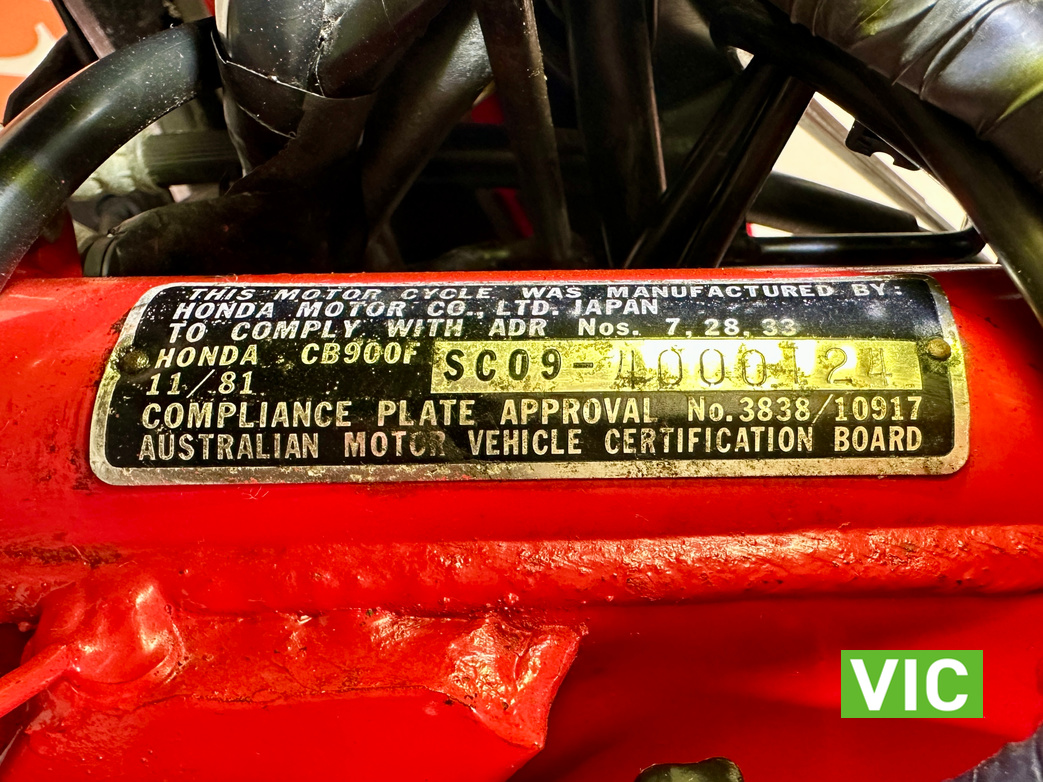 THIS MOTOR CYCLE WAS MANUFACTURED BY:
HONDA MOTOR CO., LTD. JAPAN
TO COMPLY WITH ADR Nos. 7, 28, 33
HONDA CB900F SC09-4000124
11/81
COMPLIANCE PLATE APPROVAL No.3838/10917
AUSTRALIAN MOTOR VEHICLE CERTIFICATION BOARD
VIC